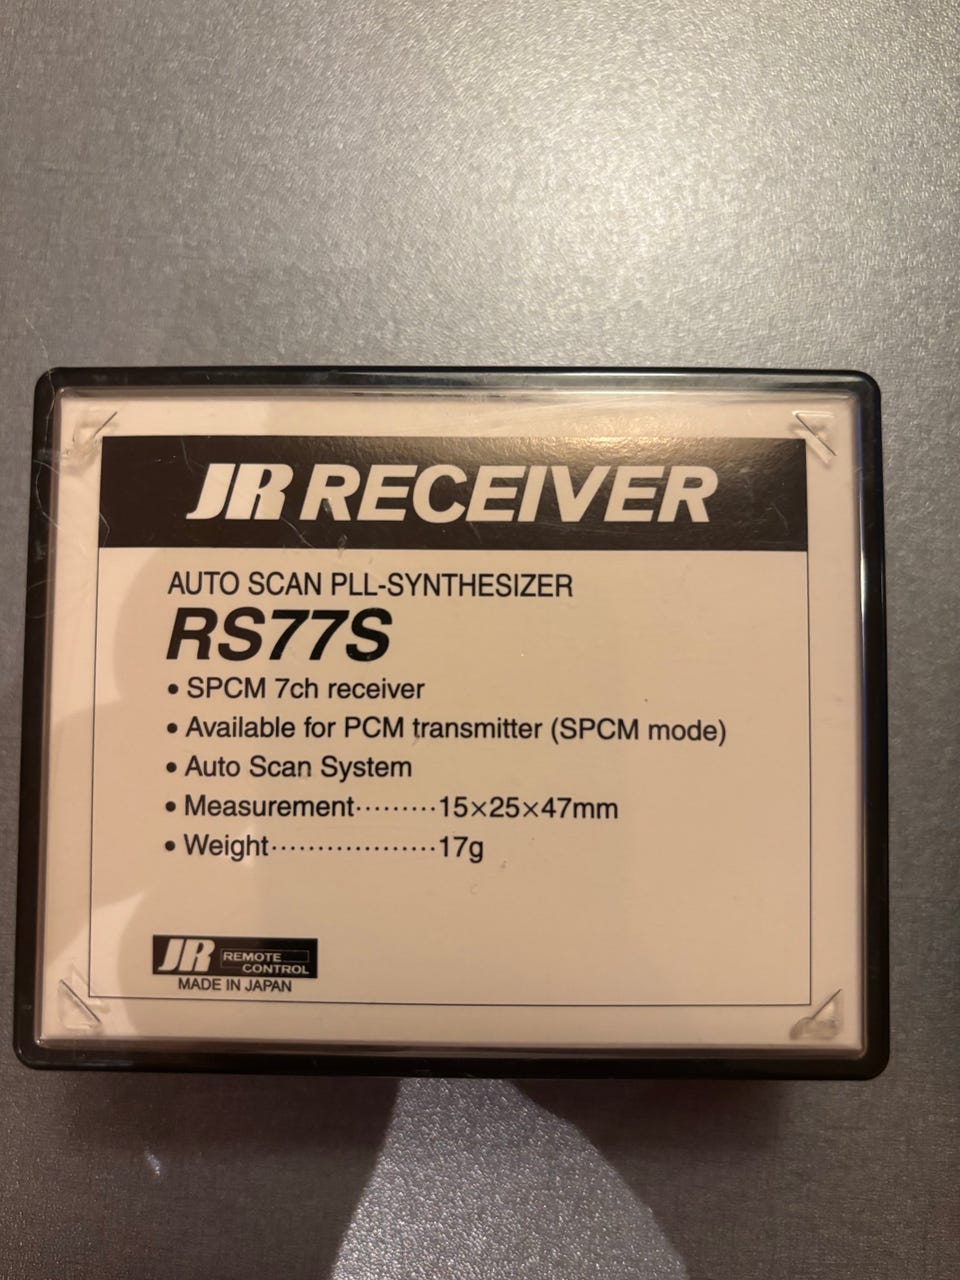 JR RECEIVER
AUTO SCAN PLL-SYNTHESIZER
RS77S
• SPCM 7ch receiver
• Available for PCM transmitter (SPCM mode)
• Auto Scan System
• Measurement·········15×25×47mm
• Weight··················17g
JR REMOTE CONTROL
MADE IN JAPAN